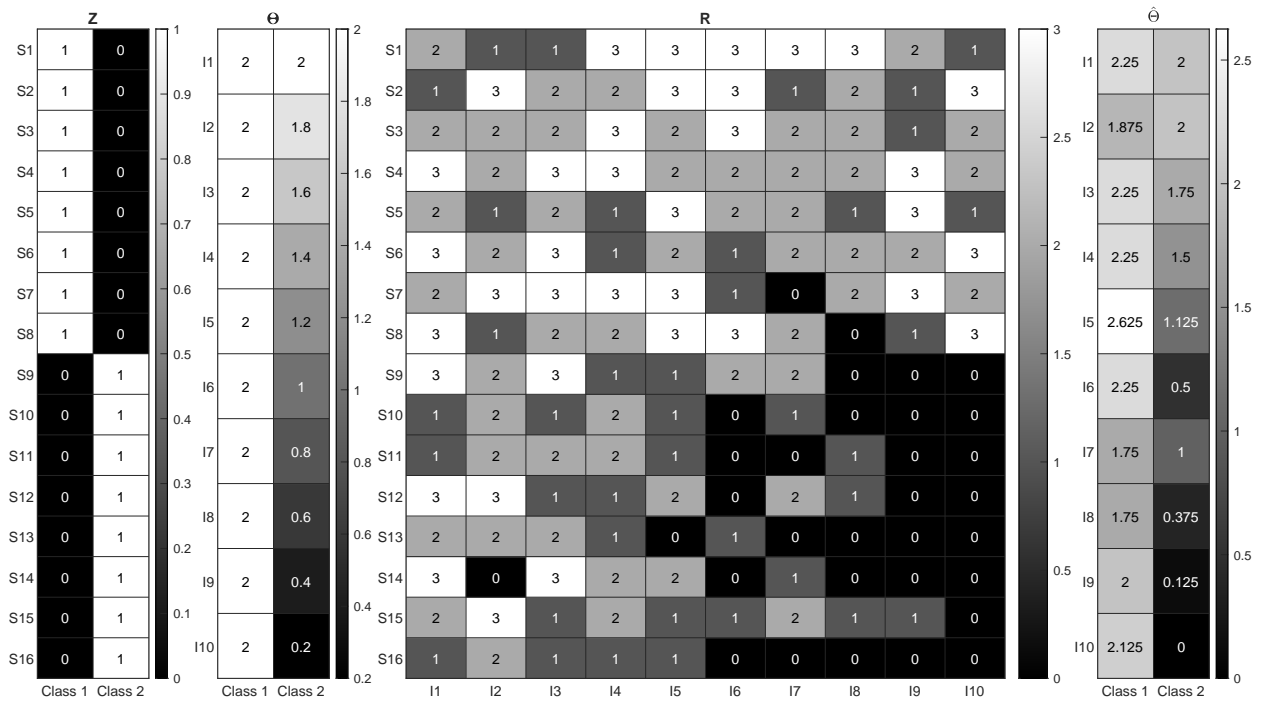 Z Θ R Θ̂
S1 1 0
S2 1 0
S3 1 0
S4 1 0
S5 1 0
S6 1 0
S7 1 0
S8 1 0
S9 0 1
S10 0 1
S11 0 1
S12 0 1
S13 0 1
S14 0 1
S15 0 1
S16 0 1
Class 1 Class 2
1
0.9
0.8
0.7
0.6
0.5
0.4
0.3
0.2
0.1
0
I1 2 2
I2 2 1.8
I3 2 1.6
I4 2 1.4
I5 2 1.2
I6 2 1
I7 2 0.8
I8 2 0.6
I9 2 0.4
I10 2 0.2
Class 1 Class 2
2
1.8
1.6
1.4
1.2
1
0.8
0.6
0.4
0.2
S1 2 1 1 3 3 3 3 3 2 1
S2 1 3 2 2 3 3 1 2 1 3
S3 2 2 2 3 2 3 2 2 1 2
S4 3 2 3 3 2 2 2 2 3 2
S5 2 1 2 1 3 2 2 1 3 1
S6 3 2 3 1 2 1 2 2 2 3
S7 2 3 3 3 3 1 0 2 3 2
S8 3 1 2 2 3 3 2 0 1 3
S9 3 2 3 1 1 2 2 0 0 0
S10 1 2 1 2 1 0 1 0 0 0
S11 1 2 2 2 1 0 0 1 0 0
S12 3 3 1 1 2 0 2 1 0 0
S13 2 2 2 1 0 1 0 0 0 0
S14 3 0 3 2 2 0 1 0 0 0
S15 2 3 1 2 1 1 2 1 1 0
S16 1 2 1 1 1 0 0 0 0 0
I1 I2 I3 I4 I5 I6 I7 I8 I9 I10
3
2.5
2
1.5
1
0.5
0
I1 2.25 2
I2 1.875 2
I3 2.25 1.75
I4 2.25 1.5
I5 2.625 1.125
I6 2.25 0.5
I7 1.75 1
I8 1.75 0.375
I9 2 0.125
I10 2.125 0
Class 1 Class 2
2.5
2
1.5
1
0.5
0